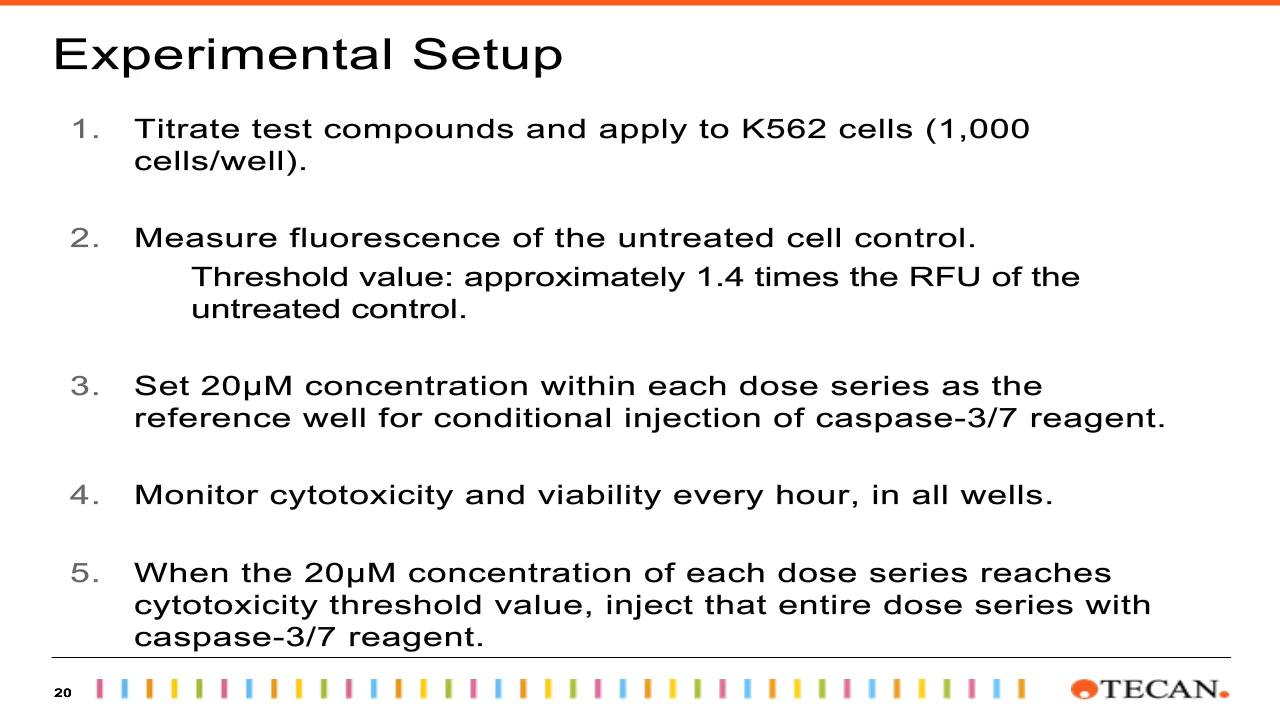 Experimental Setup
1. Titrate test compounds and apply to K562 cells (1,000
cells/well).
2. Measure fluorescence of the untreated cell control.
Threshold value: approximately 1.4 times the RFU of the
untreated control.
3. Set 20µM concentration within each dose series as the
reference well for conditional injection of caspase-3/7 reagent.
4. Monitor cytotoxicity and viability every hour, in all wells.
5. When the 20µM concentration of each dose series reaches
cytotoxicity threshold value, inject that entire dose series with
caspase-3/7 reagent.
20
TECAN.